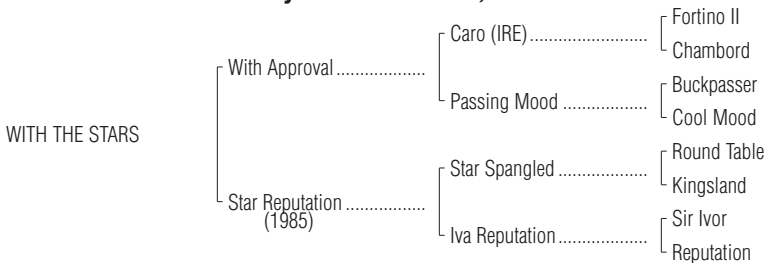 Fortino II
Caro (IRE)
Chambord
With Approval
Buckpasser
Passing Mood
Cool Mood
WITH THE STARS
Round Table
Star Spangled
Kingsland
Star Reputation
(1985)
Sir Ivor
Iva Reputation
Reputation